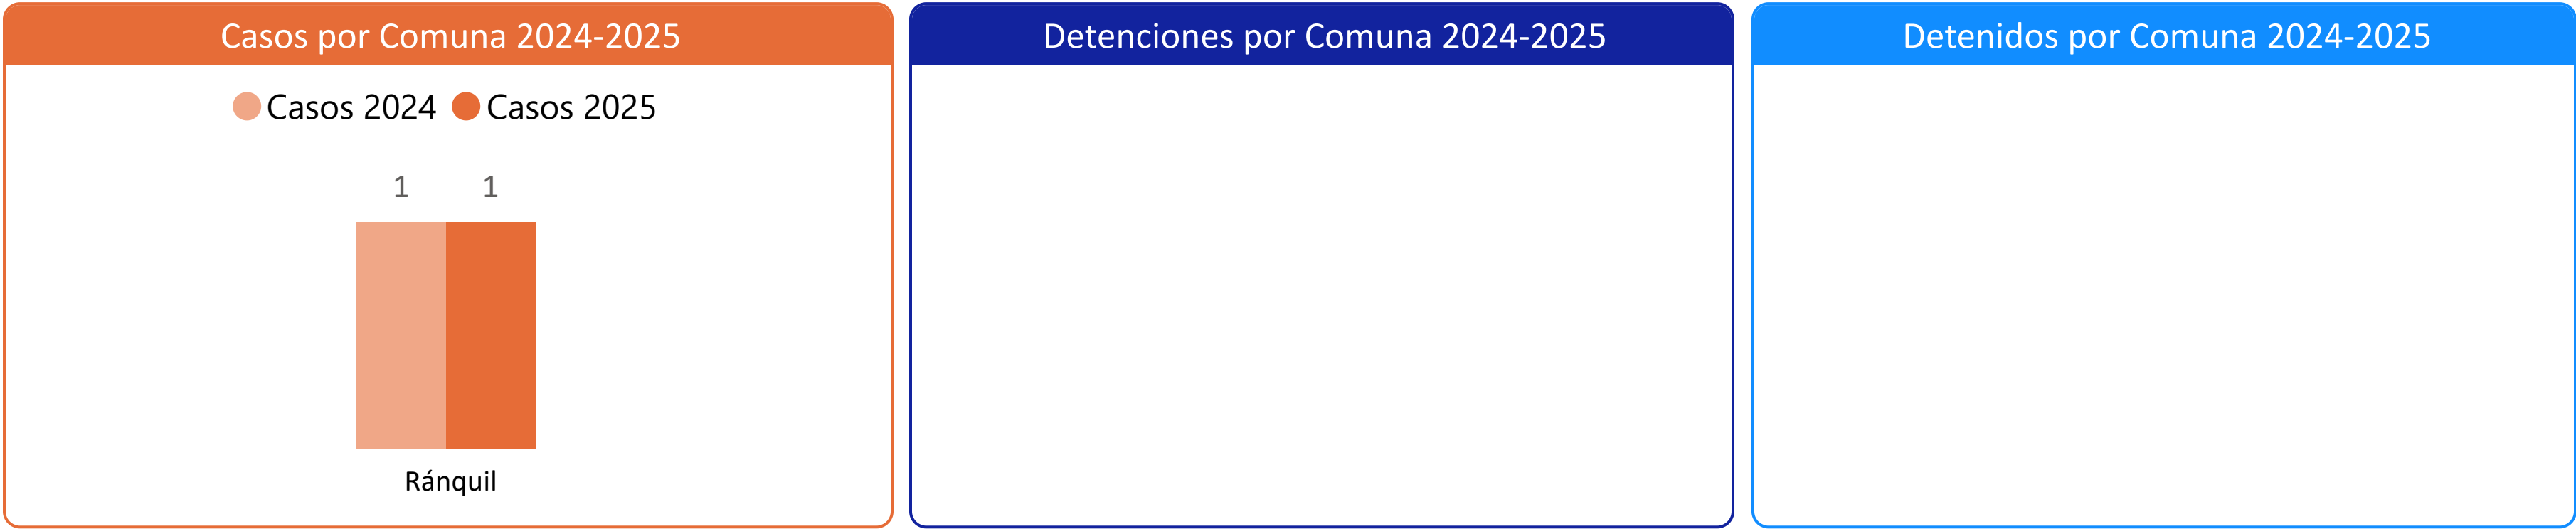 Casos por Comuna 2024-2025
Casos 2024 Casos 2025
1 1
Ránquil
Detenciones por Comuna 2024-2025
Detenidos por Comuna 2024-2025